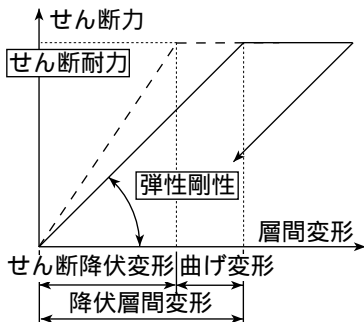 せん断力
せん断耐力
弾性剛性
層間変形
せん断降伏変形 曲げ変形
降伏層間変形